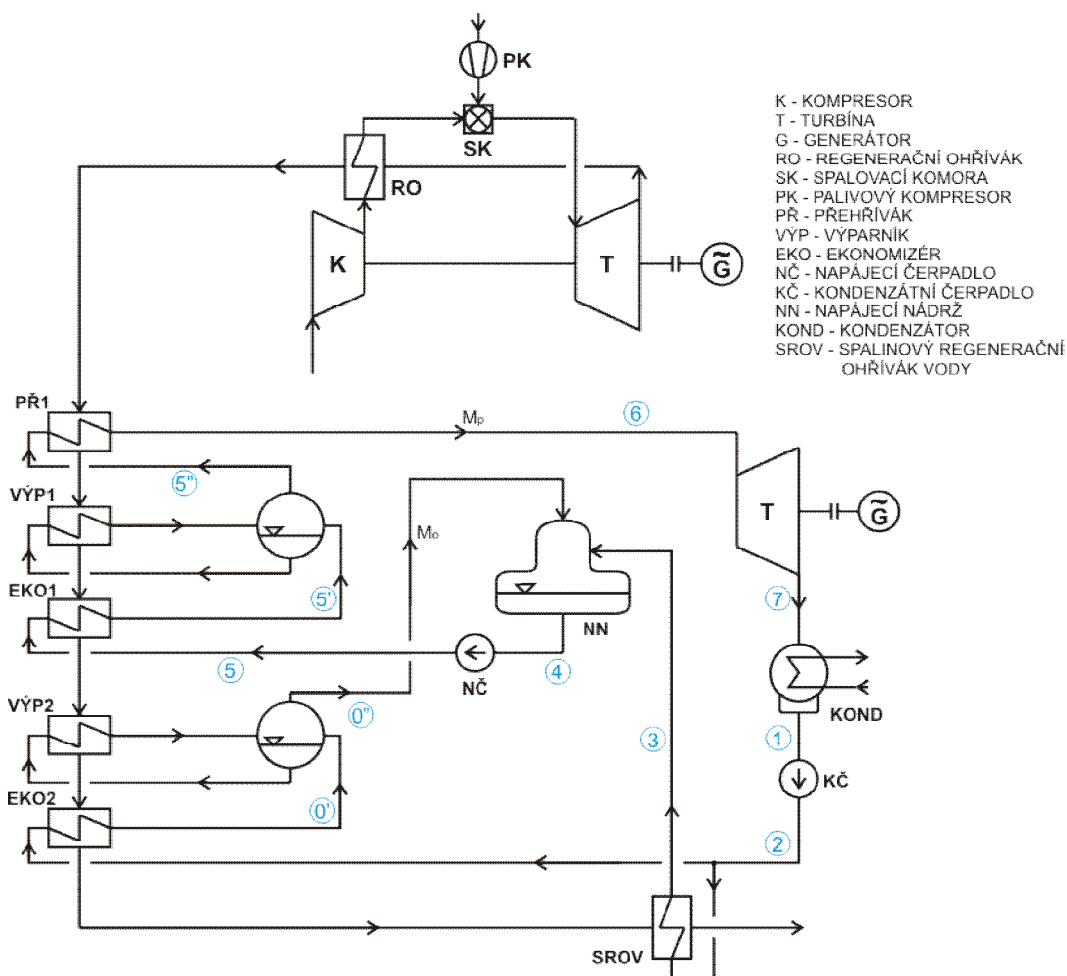 PK
SK
RO
K
T
G
K - KOMPRESOR
T - TURBÍNA
G - GENERÁTOR
RO - REGENERAČNÍ OHŘÍVÁK
SK - SPALOVACÍ KOMORA
PK - PALIVOVÝ KOMPRESOR
PŘ - PŘEHŘÍVÁK
VÝP - VÝPARNÍK
EKO - EKONOMIZÉR
NČ - NAPÁJECÍ ČERPADLO
KČ - KONDENZÁTNÍ ČERPADLO
NN - NAPÁJECÍ NÁDRŽ
KOND - KONDENZÁTOR
SROV - SPALINOVÝ REGENERAČNÍ
OHŘÍVÁK VODY
PŘ1
Mp
6
5"
VÝP1
Mo
T
G
EKO1
5'
NN
7
5
NČ
4
KOND
VÝP2
0"
3
1
KČ
EKO2
0'
2
SROV